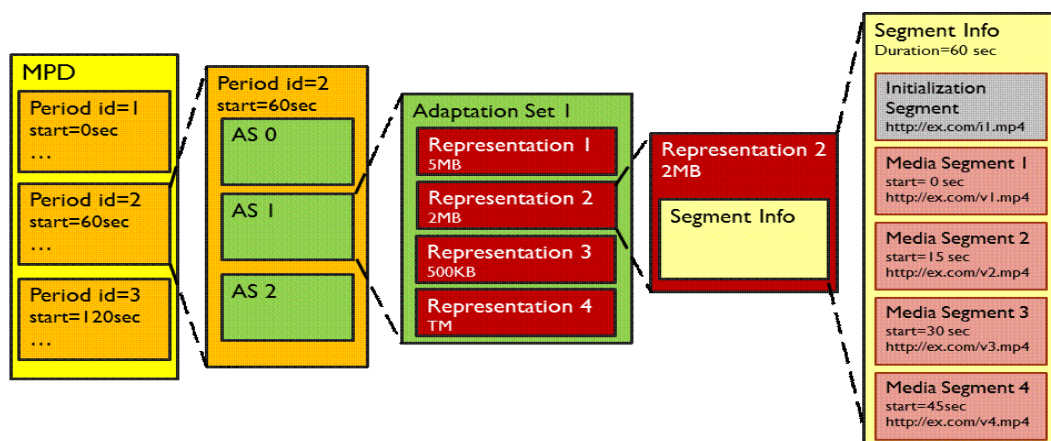 MPD
Period id=1
start=0sec
...
Period id=2
start=60sec
...
Period id=3
start=120sec
...
Period id=2
start=60sec
AS 0
AS 1
AS 2
Adaptation Set 1
Representation 1
5MB
Representation 2
2MB
Representation 3
500KB
Representation 4
TM
Representation 2
2MB
Segment Info
Segment Info
Duration=60 sec
Initialization
Segment
http://ex.com/i1.mp4
Media Segment 1
start= 0 sec
http://ex.com/v1.mp4
Media Segment 2
start=15 sec
http://ex.com/v2.mp4
Media Segment 3
start=30 sec
http://ex.com/v3.mp4
Media Segment 4
start=45sec
http://ex.com/v4.mp4